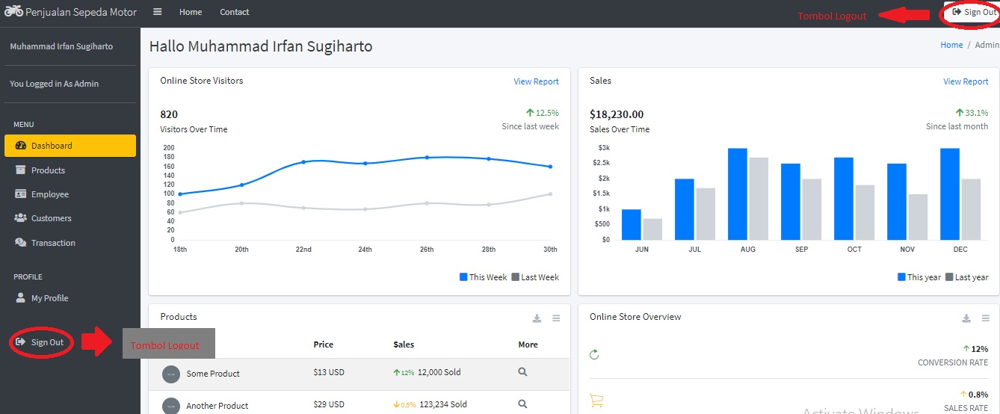 Penjualan Sepeda Motor
Home Contact
Tombol Logout
Sign Out
Muhammad Irfan Sugiharto
You Logged in As Admin
MENU
Dashboard
Products
Employee
Customers
Transaction
PROFILE
My Profile
Sign Out
Tombol Logout
Hallo Muhammad Irfan Sugiharto
Home / Admin
Online Store Visitors
View Report
820
Visitors Over Time
12.5%
Since last week
200
180
160
140
120
100
80
60
40
20
0
18th 20th 22nd 24th 26th 28th 30th
This Week Last Week
Sales
View Report
$18,230.00
Sales Over Time
33.1%
Since last month
$3k
$2.5k
$2k
$1.5k
$1k
$500
$0
JUN JUL AUG SEP OCT NOV DEC
This year Last year
Products
Price Sales More
Some Product $13 USD 12% 12,000 Sold
Another Product $29 USD 0.5% 123,234 Sold
Online Store Overview
12%
CONVERSION RATE
0.8%
SALES RATE
Activate Windows